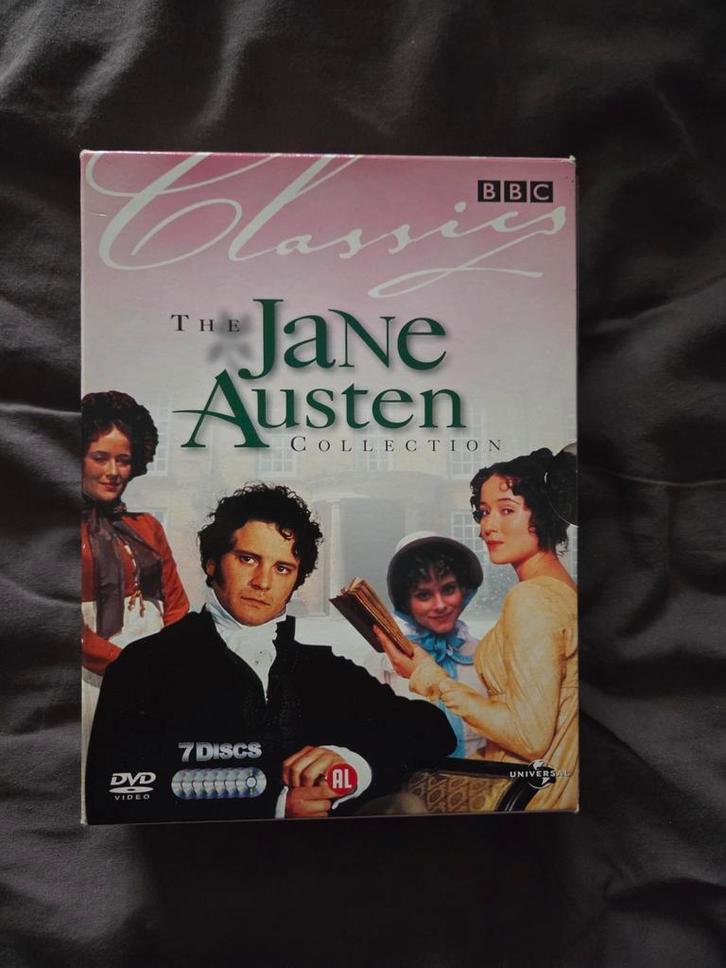 Classics
BBC
THE JANE
AUSTEN
COLLECTION
7 DISCS
DVD
VIDEO
AL
UNIVERSAL